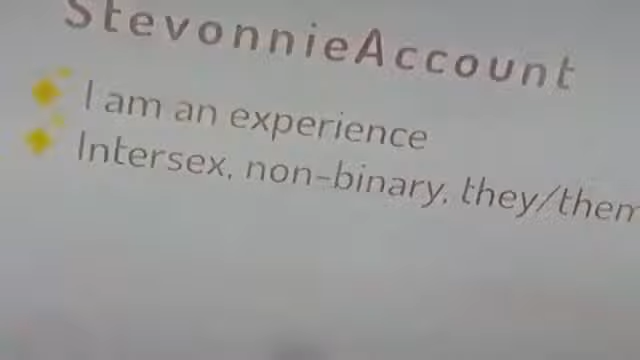 StevonnieAccount
I am an experience
Intersex, non-binary, they/them